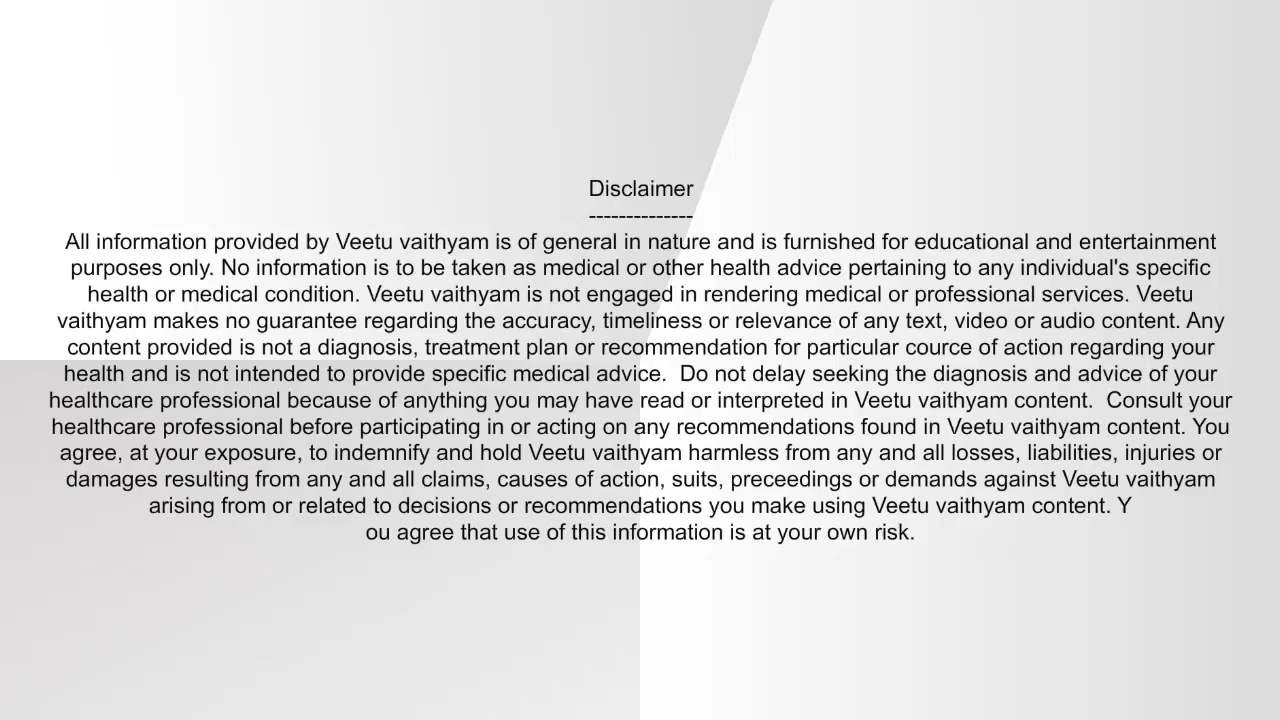 Disclaimer
--------------
All information provided by Veetu vaithyam is of general in nature and is furnished for educational and entertainment
purposes only. No information is to be taken as medical or other health advice pertaining to any individual's specific
health or medical condition. Veetu vaithyam is not engaged in rendering medical or professional services. Veetu
vaithyam makes no guarantee regarding the accuracy, timeliness or relevance of any text, video or audio content. Any
content provided is not a diagnosis, treatment plan or recommendation for particular cource of action regarding your
health and is not intended to provide specific medical advice.  Do not delay seeking the diagnosis and advice of your
healthcare professional because of anything you may have read or interpreted in Veetu vaithyam content.  Consult your
healthcare professional before participating in or acting on any recommendations found in Veetu vaithyam content. You
agree, at your exposure, to indemnify and hold Veetu vaithyam harmless from any and all losses, liabilities, injuries or
damages resulting from any and all claims, causes of action, suits, preceedings or demands against Veetu vaithyam
arising from or related to decisions or recommendations you make using Veetu vaithyam content. Y
ou agree that use of this information is at your own risk.